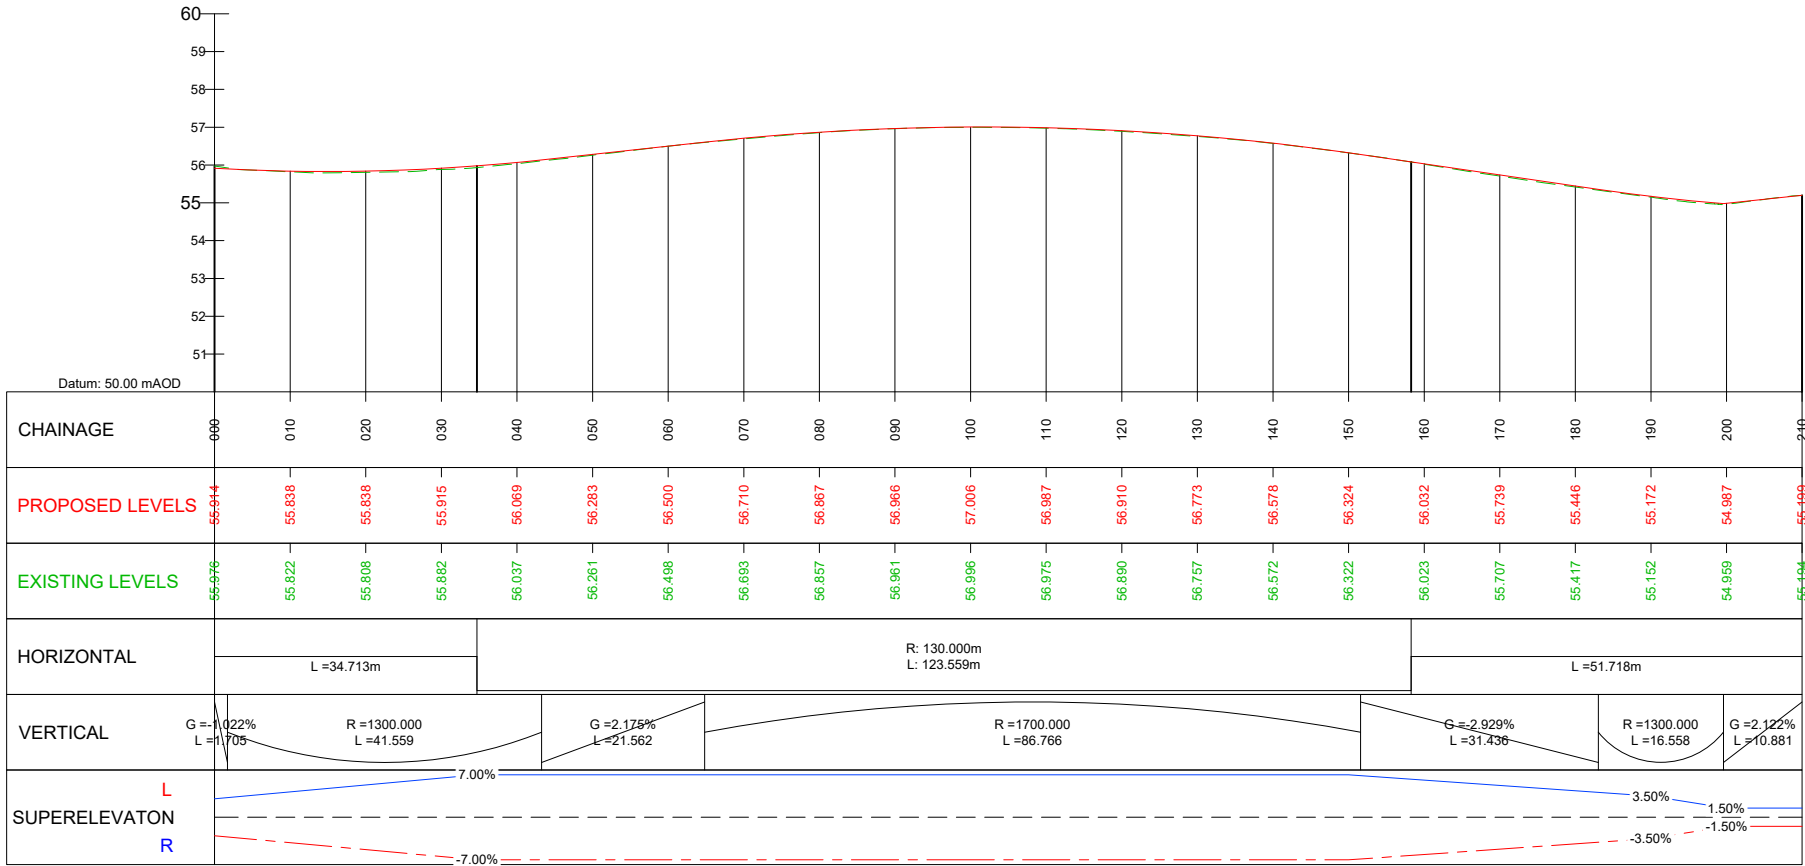 60
59
58
57
56
55
54
53
52
51
Datum: 50.00 mAOD
CHAINAGE 000 010 020 030 040 050 060 070 080 090 100 110 120 130 140 150 160 170 180 190 200 210
PROPOSED LEVELS 55.914 55.838 55.838 55.915 56.069 56.283 56.500 56.710 56.867 56.966 57.006 56.987 56.910 56.773 56.578 56.324 56.032 55.739 55.446 55.172 54.987 55.199
EXISTING LEVELS 55.976 55.822 55.808 55.882 56.037 56.261 56.498 56.693 56.857 56.961 56.996 56.975 56.890 56.757 56.572 56.322 56.023 55.707 55.417 55.152 54.959 55.194
HORIZONTAL
L =34.713m
R: 130.000m
L: 123.559m
L =51.718m
VERTICAL
G =-1.022%
L =1.705
R =1300.000
L =41.559
G =2.175%
L =21.562
R =1700.000
L =86.766
G =-2.929%
L =31.436
R =1300.000
L =16.558
G =2.122%
L =10.881
L
SUPERELEVATON
R
7.00%
3.50%
1.50%
-7.00%
-3.50%
-1.50%